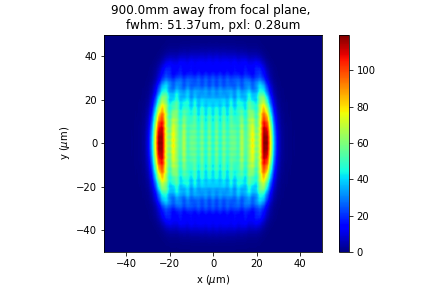 900.0mm away from focal plane,
fwhm: 51.37um, pxl: 0.28um
40
20
0
−20
−40
y (μm)
−40 −20 0 20 40
x (μm)
100
80
60
40
20
0